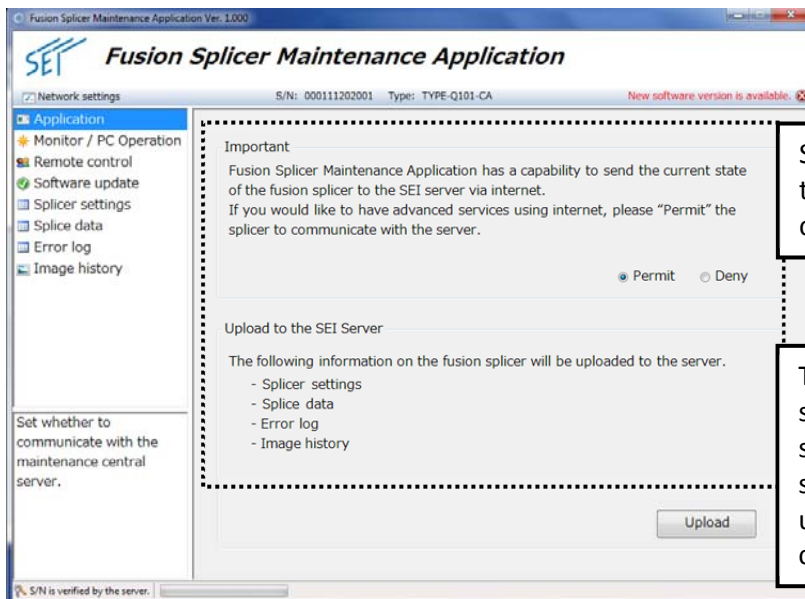 Fusion Splicer Maintenance Application Ver. 1.000
SEI Fusion Splicer Maintenance Application
Network settings S/N: 000111202001 Type: TYPE-Q101-CA New software version is available.
Application
Monitor / PC Operation
Remote control
Software update
Splicer settings
Splice data
Error log
Image history
Set whether to
communicate with the
maintenance central
server.
Important
Fusion Splicer Maintenance Application has a capability to send the current state
of the fusion splicer to the SEI server via internet.
If you would like to have advanced services using internet, please “Permit” the
splicer to communicate with the server.
Permit Deny
Upload to the SEI Server
The following information on the fusion splicer will be uploaded to the server.
- Splicer settings
- Splice data
- Error log
- Image history
Upload
S/N is verified by the server.